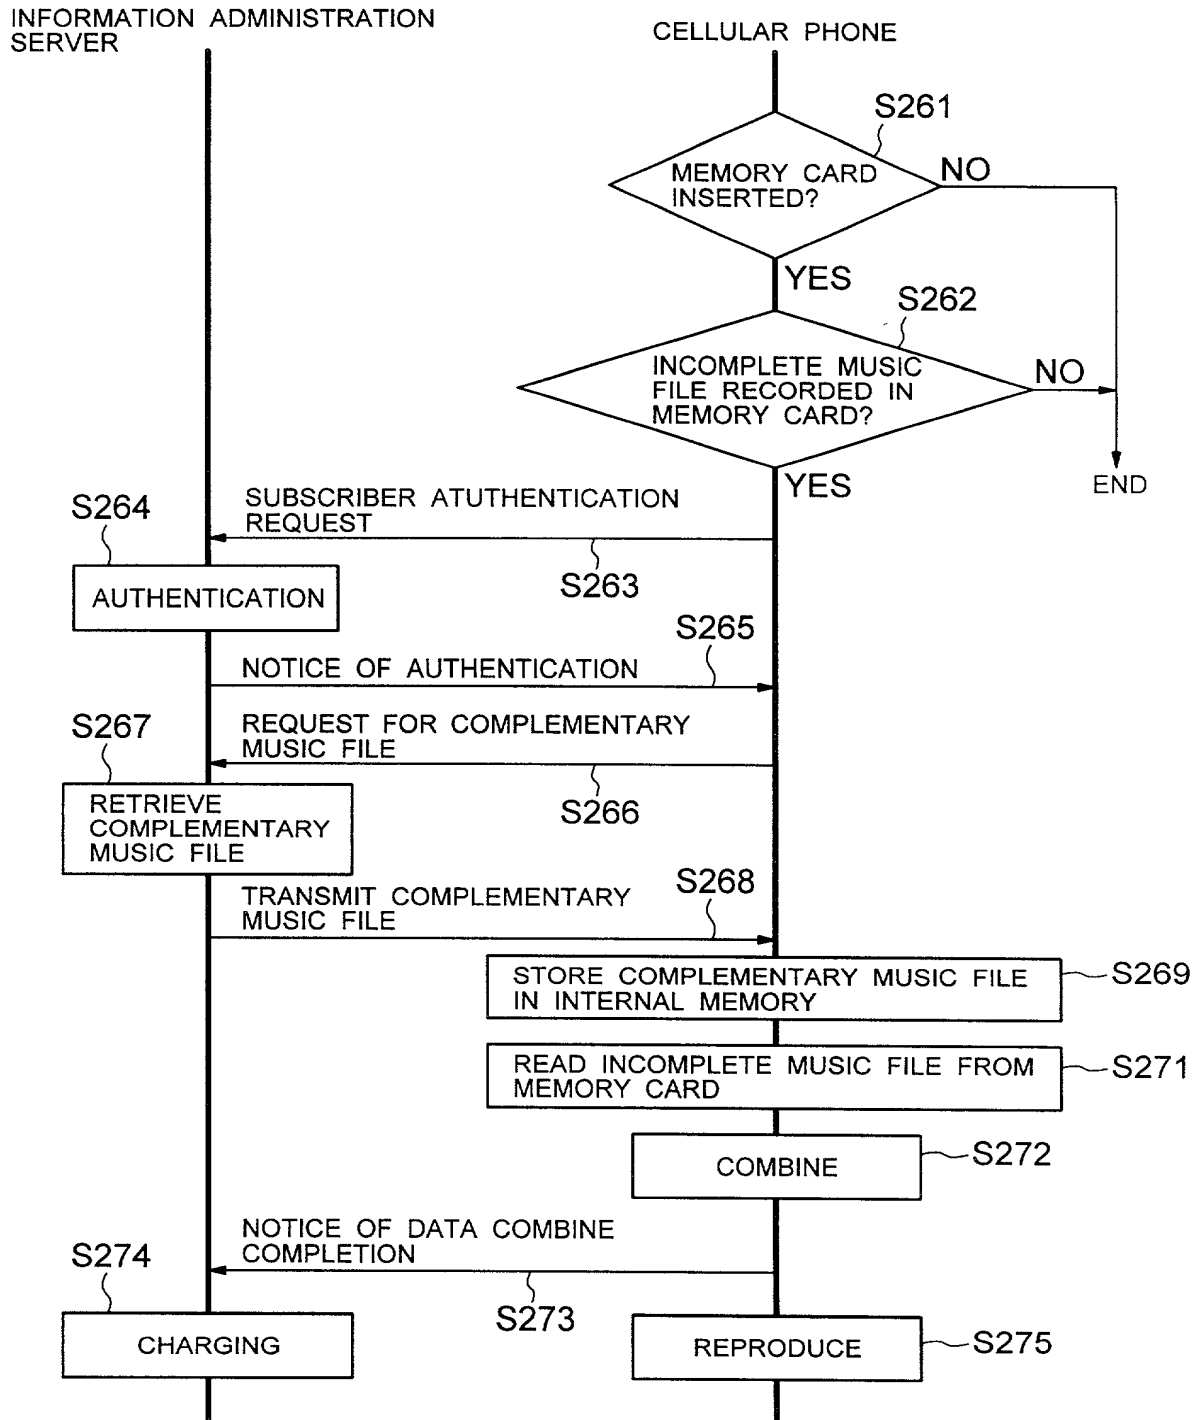 INFORMATION ADMINISTRATION
SERVER
CELLULAR PHONE
S261
MEMORY CARD
INSERTED?
NO
YES
S262
INCOMPLETE MUSIC
FILE RECORDED IN
MEMORY CARD?
NO
YES
END
SUBSCRIBER ATUTHENTICATION
REQUEST
S264
S263
AUTHENTICATION
S265
NOTICE OF AUTHENTICATION
S267
REQUEST FOR COMPLEMENTARY
MUSIC FILE
S266
RETRIEVE
COMPLEMENTARY
MUSIC FILE
S268
TRANSMIT COMPLEMENTARY
MUSIC FILE
STORE COMPLEMENTARY MUSIC FILE
IN INTERNAL MEMORY
S269
READ INCOMPLETE MUSIC FILE FROM
MEMORY CARD
S271
COMBINE
S272
NOTICE OF DATA COMBINE
COMPLETION
S274
S273
CHARGING
REPRODUCE
S275